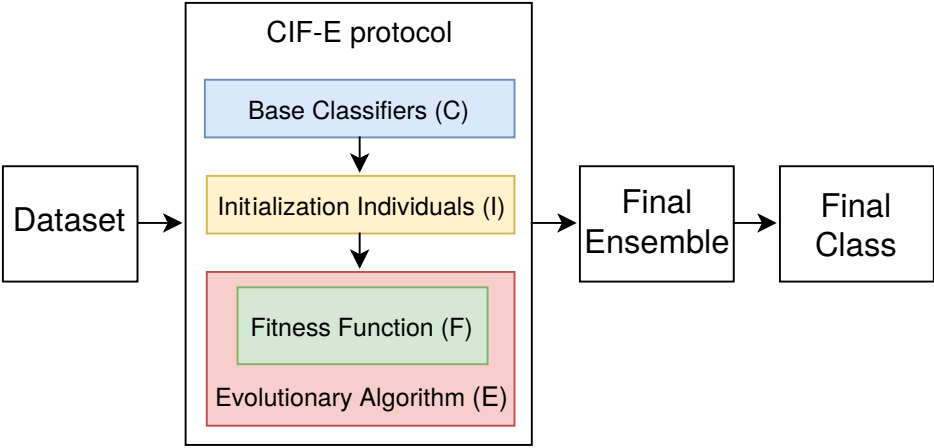 CIF-E protocol
Base Classifiers (C)
Dataset
Initialization Individuals (I)
Fitness Function (F)
Evolutionary Algorithm (E)
Final
Ensemble
Final
Class